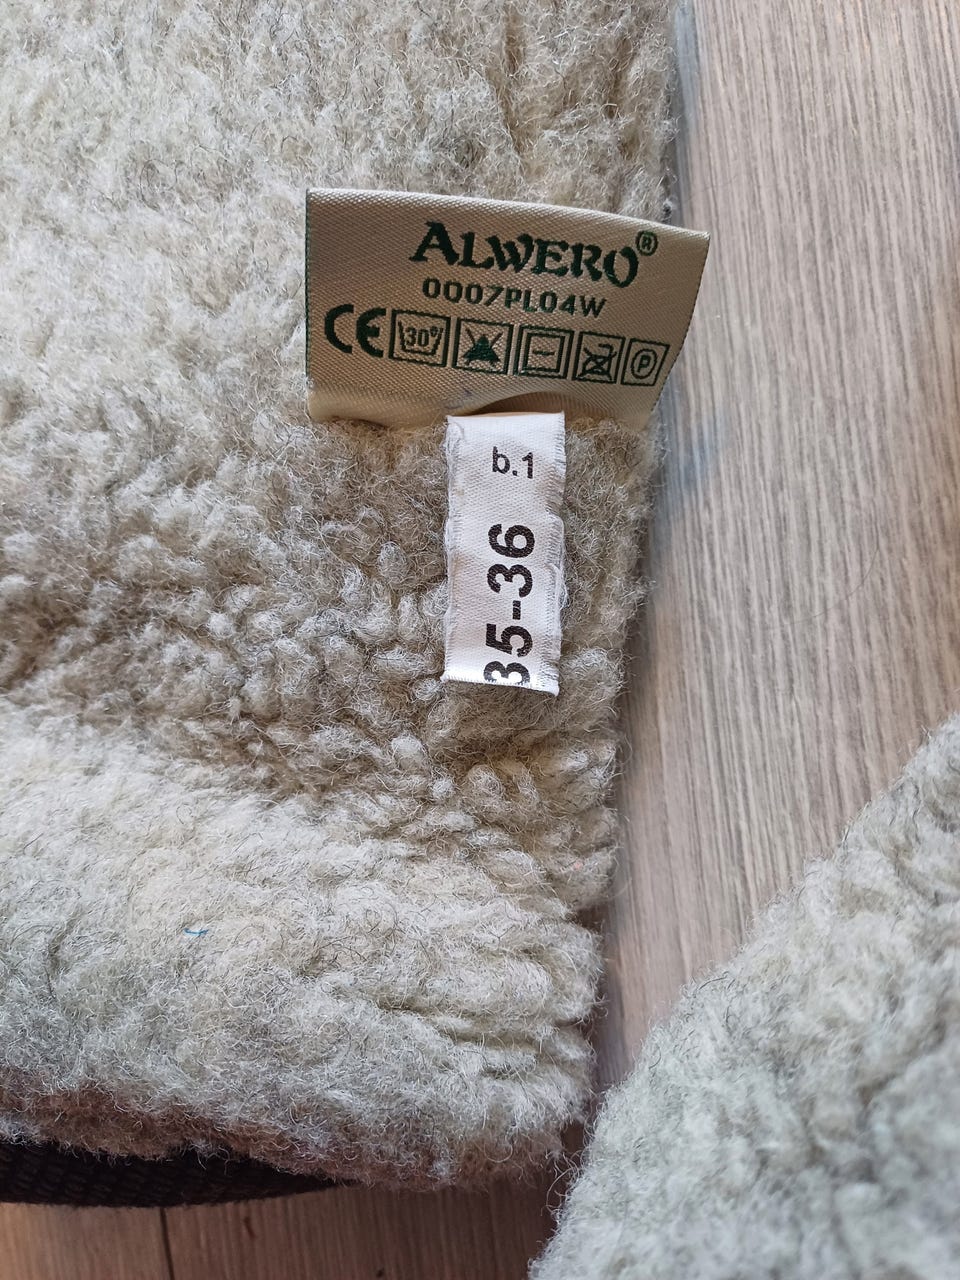 ALWERO®
0007PL04W
CE 30° P
b.1
35-36